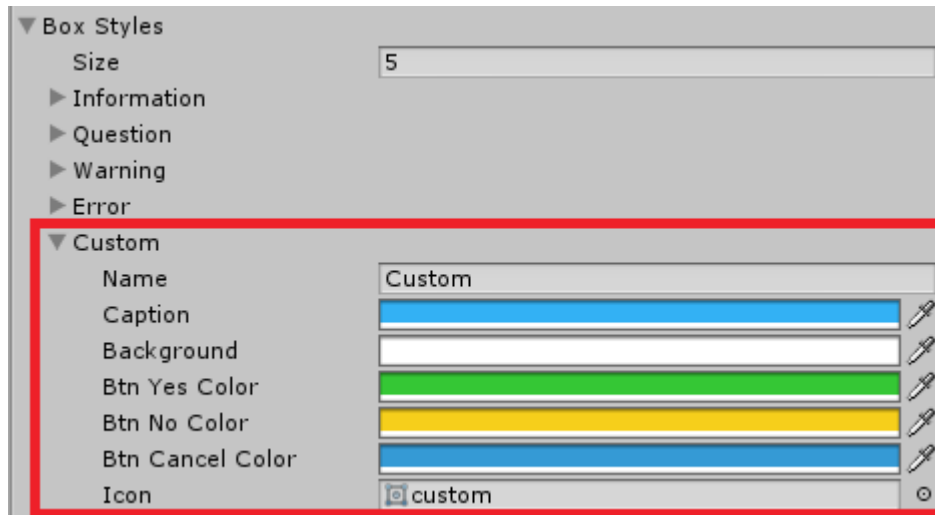 Box Styles
Size 5
Information
Question
Warning
Error
Custom
Name Custom
Caption
Background
Btn Yes Color
Btn No Color
Btn Cancel Color
Icon custom